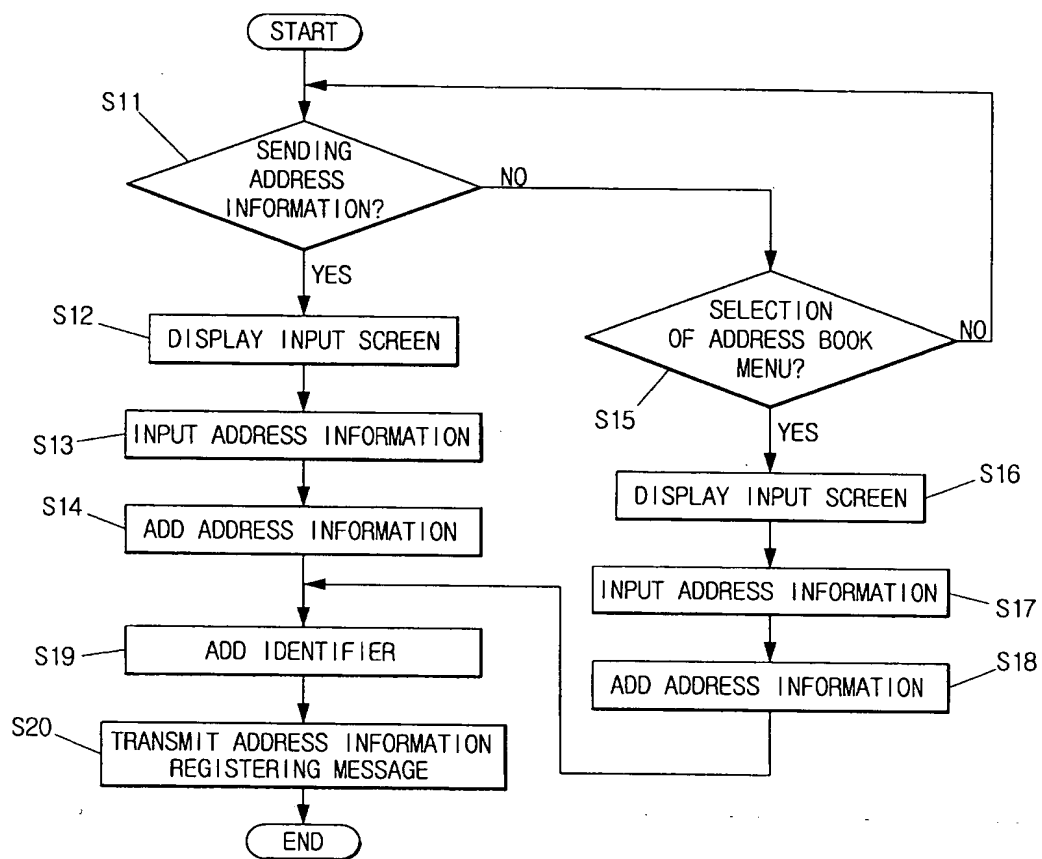 START
S11
SENDING
ADDRESS
INFORMATION?
NO
YES
S12
DISPLAY INPUT SCREEN
S13
INPUT ADDRESS INFORMATION
S14
ADD ADDRESS INFORMATION
SELECTION
OF ADDRESS BOOK
MENU?
NO
S15
YES
DISPLAY INPUT SCREEN
S16
INPUT ADDRESS INFORMATION
S17
ADD ADDRESS INFORMATION
S18
S19
ADD IDENTIFIER
S20
TRANSMIT ADDRESS INFORMATION
REGISTERING MESSAGE
END